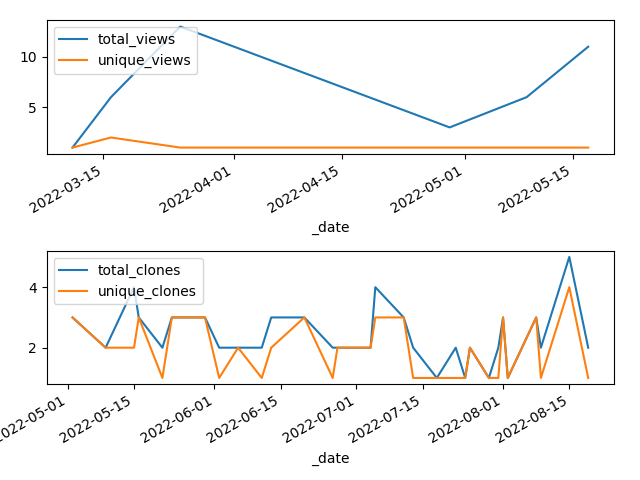 total_views
unique_views
10
5
2022-03-15
2022-04-01
2022-04-15
2022-05-01
2022-05-15
_date
total_clones
unique_clones
4
2
2022-05-01
2022-05-15
2022-06-01
2022-06-15
2022-07-01
2022-07-15
2022-08-01
2022-08-15
_date